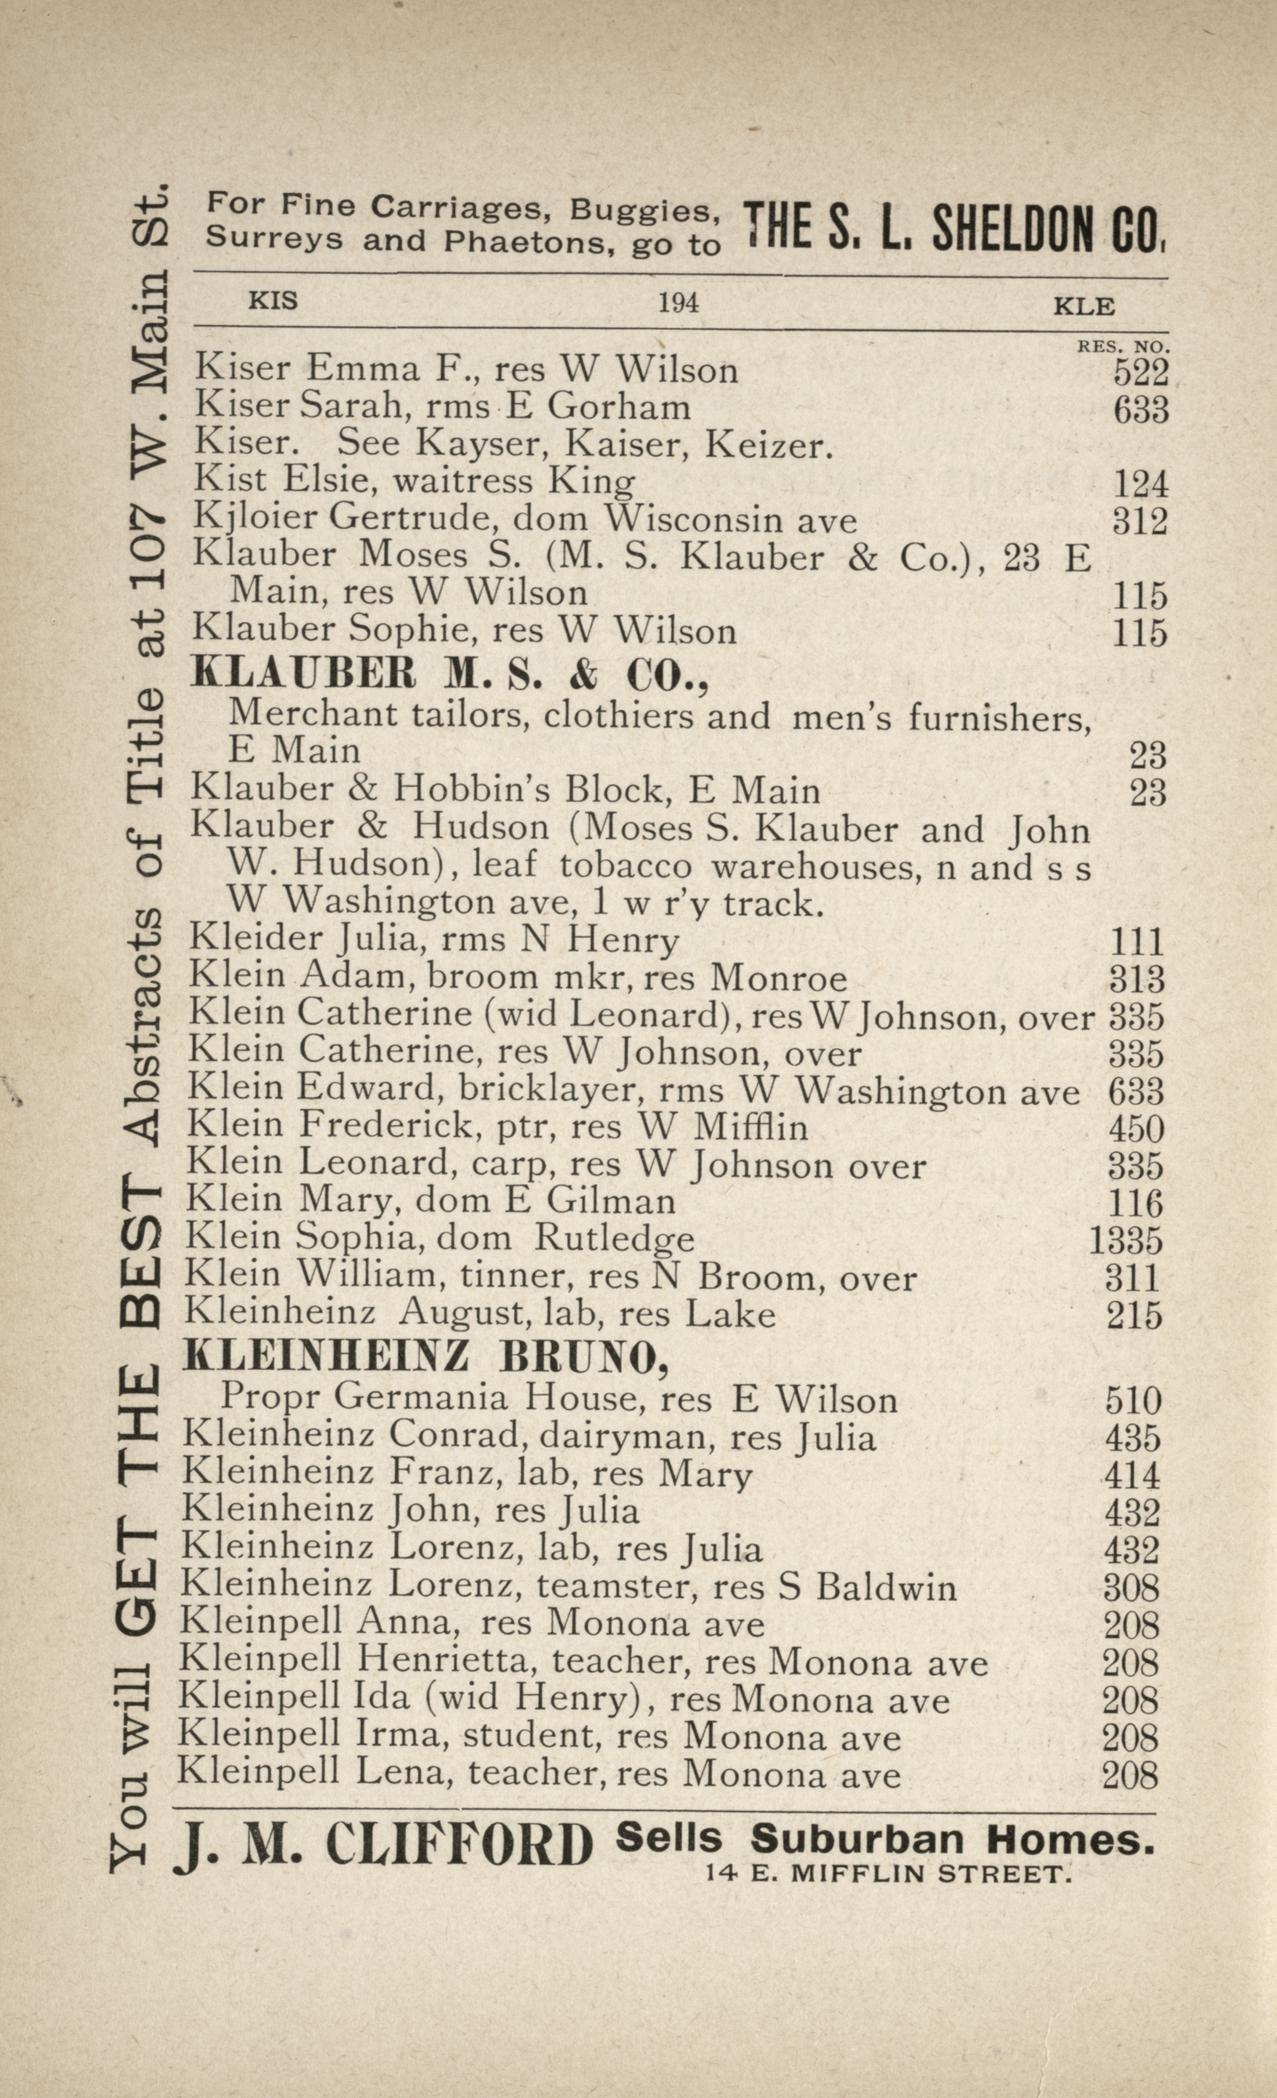 For Fine Carriages, Buggies,
Surreys and Phaetons, go to THE S. L. SHELDON CO.
KIS 194 KLE
RES. NO.
Kiser Emma F., res W Wilson 522
Kiser Sarah, rms E Gorham 633
Kiser. See Kayser, Kaiser, Keizer.
Kist Elsie, waitress King 124
Kjloier Gertrude, dom Wisconsin ave 312
Klauber Moses S. (M. S. Klauber & Co.), 23 E
Main, res W Wilson 115
Klauber Sophie, res W Wilson 115
KLAUBER M. S. & CO.,
Merchant tailors, clothiers and men's furnishers,
E Main 23
Klauber & Hobbin's Block, E Main 23
Klauber & Hudson (Moses S. Klauber and John
W. Hudson), leaf tobacco warehouses, n and s s
W Washington ave, 1 w r'y track.
Kleider Julia, rms N Henry 111
Klein Adam, broom mkr, res Monroe 313
Klein Catherine (wid Leonard), res W Johnson, over 335
Klein Catherine, res W Johnson, over 335
Klein Edward, bricklayer, rms W Washington ave 633
Klein Frederick, ptr, res W Mifflin 450
Klein Leonard, carp, res W Johnson over 335
Klein Mary, dom E Gilman 116
Klein Sophia, dom Rutledge 1335
Klein William, tinner, res N Broom, over 311
Kleinheinz August, lab, res Lake 215
KLEINHEINZ BRUNO,
Propr Germania House, res E Wilson 510
Kleinheinz Conrad, dairyman, res Julia 435
Kleinheinz Franz, lab, res Mary 414
Kleinheinz John, res Julia 432
Kleinheinz Lorenz, lab, res Julia 432
Kleinheinz Lorenz, teamster, res S Baldwin 308
Kleinpell Anna, res Monona ave 208
Kleinpell Henrietta, teacher, res Monona ave 208
Kleinpell Ida (wid Henry), res Monona ave 208
Kleinpell Irma, student, res Monona ave 208
Kleinpell Lena, teacher, res Monona ave 208
J. M. CLIFFORD Sells Suburban Homes.
14 E. MIFFLIN STREET.
You will GET THE BEST Abstracts of Title at 107 W. Main St.